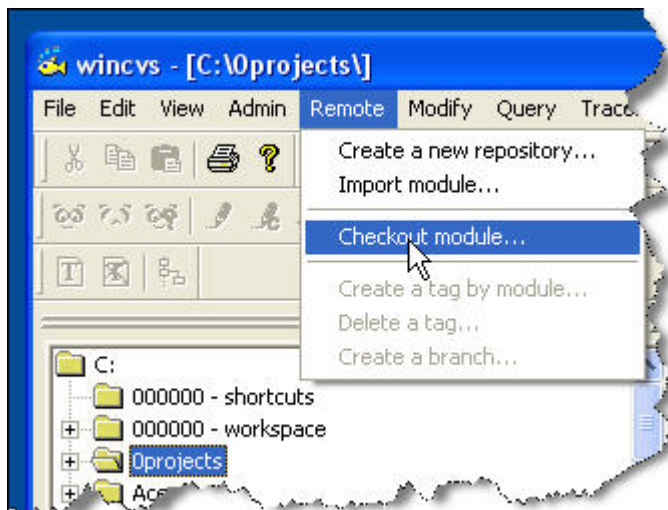 wincvs - [C:\0projects\]
File Edit View Admin Remote Modify Query Trace
Create a new repository...
Import module...
Checkout module...
Create a tag by module...
Delete a tag...
Create a branch...
C:
000000 - shortcuts
000000 - workspace
0projects